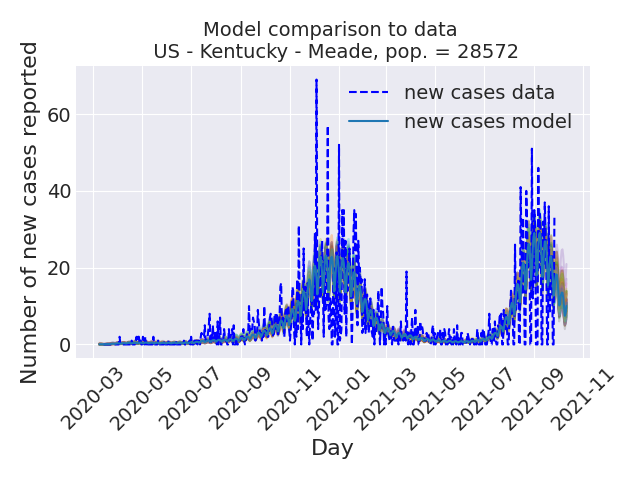 Model comparison to data
US - Kentucky - Meade, pop. = 28572
Number of new cases reported
60
40
20
0
new cases data
new cases model
2020-03
2020-05
2020-07
2020-09
2020-11
2021-01
2021-03
2021-05
2021-07
2021-09
2021-11
Day